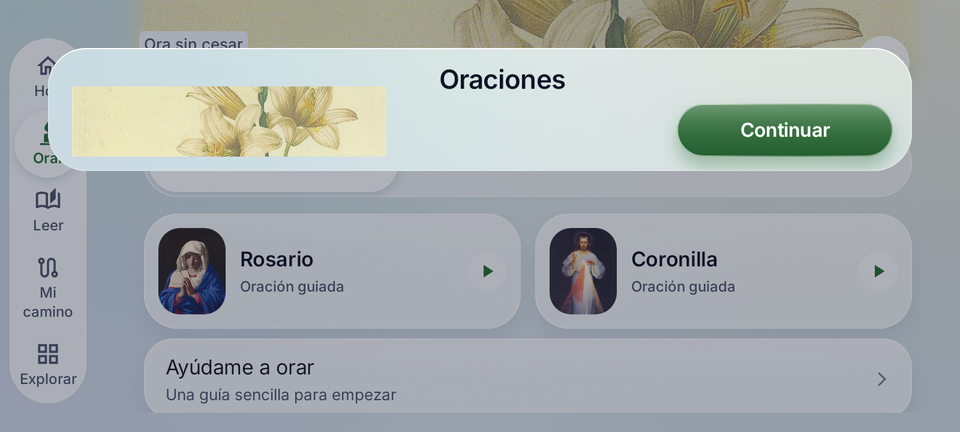 Ora sin cesar
Oraciones
Continuar
Leer
Mi
camino
Explorar
Rosario
Oración guiada
Coronilla
Oración guiada
Ayúdame a orar
Una guía sencilla para empezar